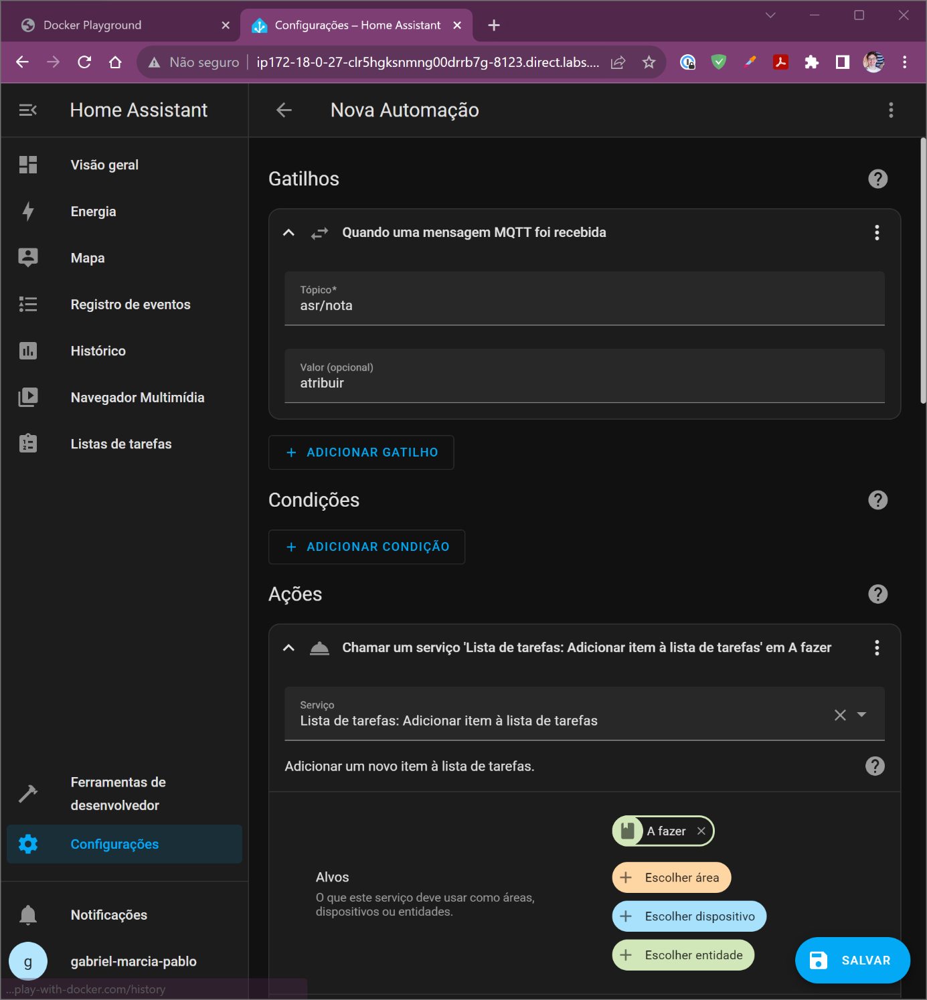 Docker Playground
Configurações – Home Assistant
Não seguro
ip172-18-0-27-clr5hgksnmng00drrb7g-8123.direct.labs....
Home Assistant
Nova Automação
Visão geral
Energia
Mapa
Registro de eventos
Histórico
Navegador Multimídia
Listas de tarefas
Ferramentas de
desenvolvedor
Configurações
Notificações
g
gabriel-marcia-pablo
...play-with-docker.com/history
Gatilhos
Quando uma mensagem MQTT foi recebida
Tópico*
asr/nota
Valor (opcional)
atribuir
+ ADICIONAR GATILHO
Condições
+ ADICIONAR CONDIÇÃO
Ações
Chamar um serviço 'Lista de tarefas: Adicionar item à lista de tarefas' em A fazer
Serviço
Lista de tarefas: Adicionar item à lista de tarefas
Adicionar um novo item à lista de tarefas.
Alvos
O que este serviço deve usar como áreas,
dispositivos ou entidades.
A fazer
+ Escolher área
+ Escolher dispositivo
+ Escolher entidade
SALVAR